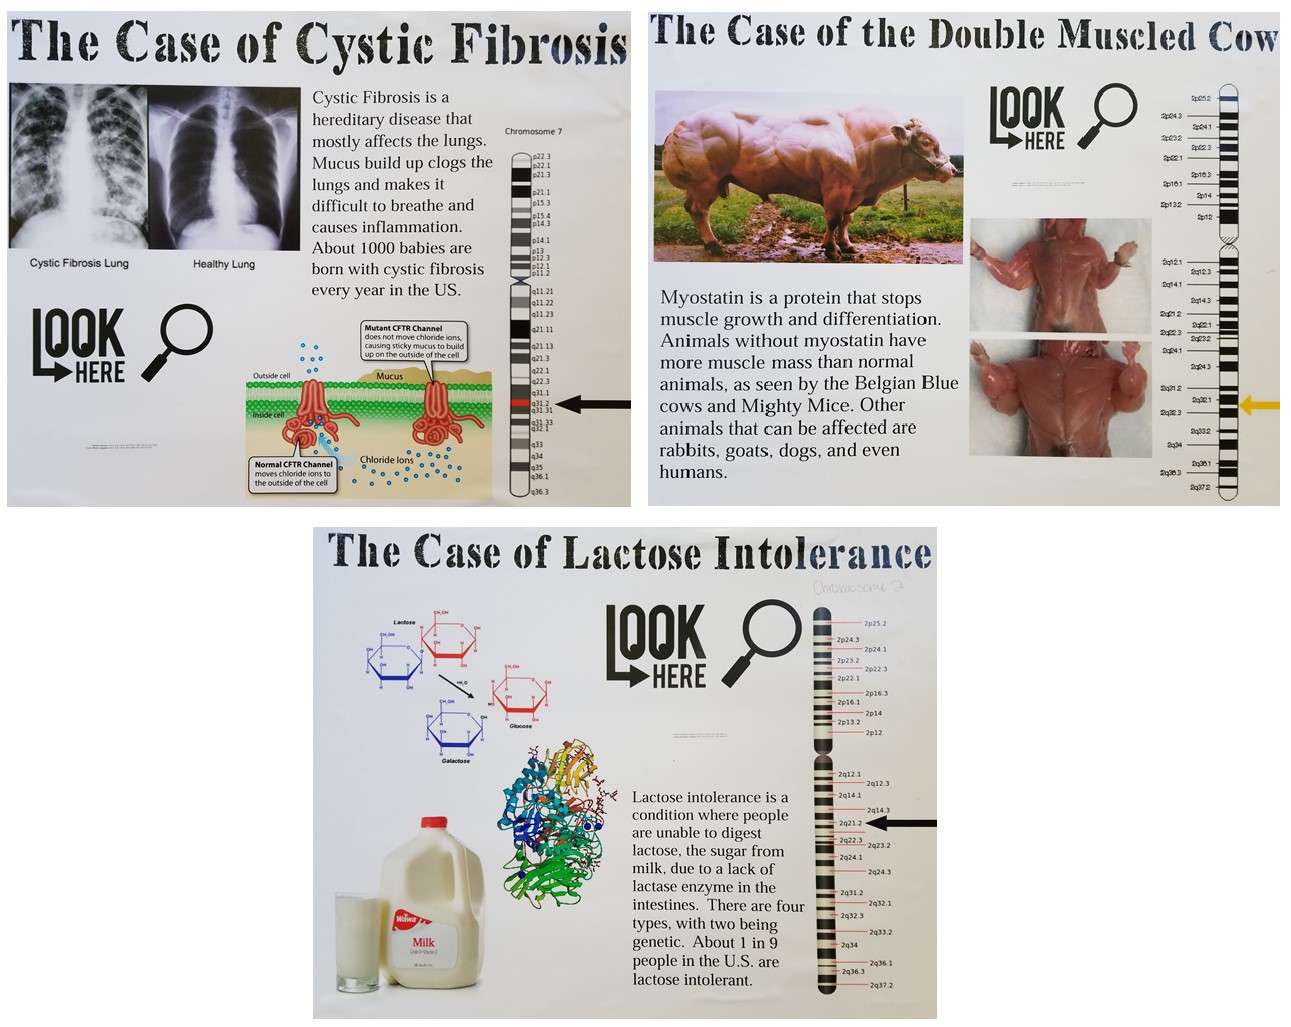 The Case of Cystic Fibrosis
Cystic Fibrosis is a
hereditary disease that
mostly affects the lungs.
Mucus build up clogs the
lungs and makes it
difficult to breathe and
causes inflammation.
About 1000 babies are
born with cystic fibrosis
every year in the US.
Cystic Fibrosis Lung
Healthy Lung
LOOK
HERE
Mutant CFTR Channel
does not move chloride ions,
causing sticky mucus to build
up on the outside of the cell
Outside cell
Mucus
Inside cell
Chloride Ions
Normal CFTR Channel
moves chloride ions to
the outside of the cell
Chromosome 7
p22.3
p22.1
p21.3
p21.1
p15.3
p15.4
p14.3
p14.1
p13
p12.3
p12.1
p11.2
q11.21
q11.22
q11.23
q21.11
q21.13
q21.3
q22.1
q22.3
q31.1
q31.2
q31.31
q31.33
q32.1
q33
q34
q35
q36.1
q36.3
The Case of the Double Muscled Cow
LOOK
HERE
Myostatin is a protein that stops
muscle growth and differentiation.
Animals without myostatin have
more muscle mass than normal
animals, as seen by the Belgian Blue
cows and Mighty Mice. Other
animals that can be affected are
rabbits, goats, dogs, and even
humans.
2p25.2
2p24.3
2p24.1
2p23.2
2p22.3
2p22.1
2p16.3
2p16.1
2p14
2p13.2
2p12
2q12.1
2q12.3
2q14.1
2q14.3
2q21.2
2q22.1
2q22.3
2q23.2
2q24.1
2q24.3
2q31.2
2q32.1
2q32.3
2q33.2
2q34
2q36.1
2q36.3
2q37.2
The Case of Lactose Intolerance
Chromosome 2
LOOK
HERE
Lactose
CH₂OH
CH₂OH
+H₂O
CH₂OH
CH₂OH
Glucose
Galactose
Wawa
Milk
Lactose intolerance is a
condition where people
are unable to digest
lactose, the sugar from
milk, due to a lack of
lactase enzyme in the
intestines. There are four
types, with two being
genetic. About 1 in 9
people in the U.S. are
lactose intolerant.
2p25.2
2p24.3
2p24.1
2p23.2
2p22.3
2p22.1
2p16.3
2p16.1
2p14
2p13.2
2p12
2q12.1
2q12.3
2q14.1
2q14.3
2q21.2
2q22.3
2q23.2
2q24.1
2q24.3
2q31.2
2q32.1
2q32.3
2q33.2
2q34
2q36.1
2q36.3
2q37.2